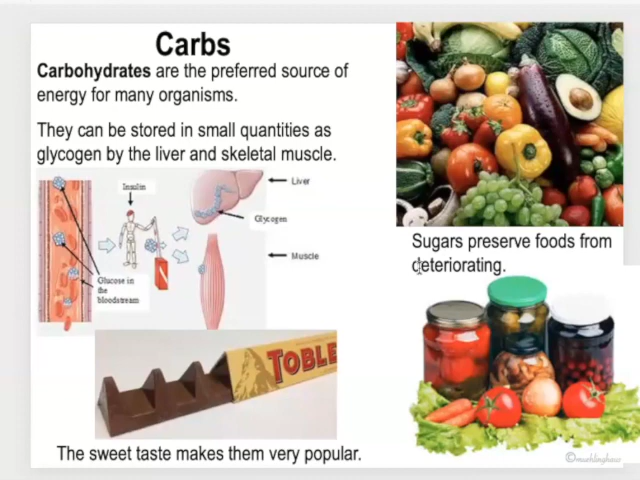 Carbs
Carbohydrates are the preferred source of
energy for many organisms.
They can be stored in small quantities as
glycogen by the liver and skeletal muscle.
Insulin
Liver
Glycogen
Muscle
Glucose in
the
bloodstream
TOBLE
The sweet taste makes them very popular.
Sugars preserve foods from
deteriorating.